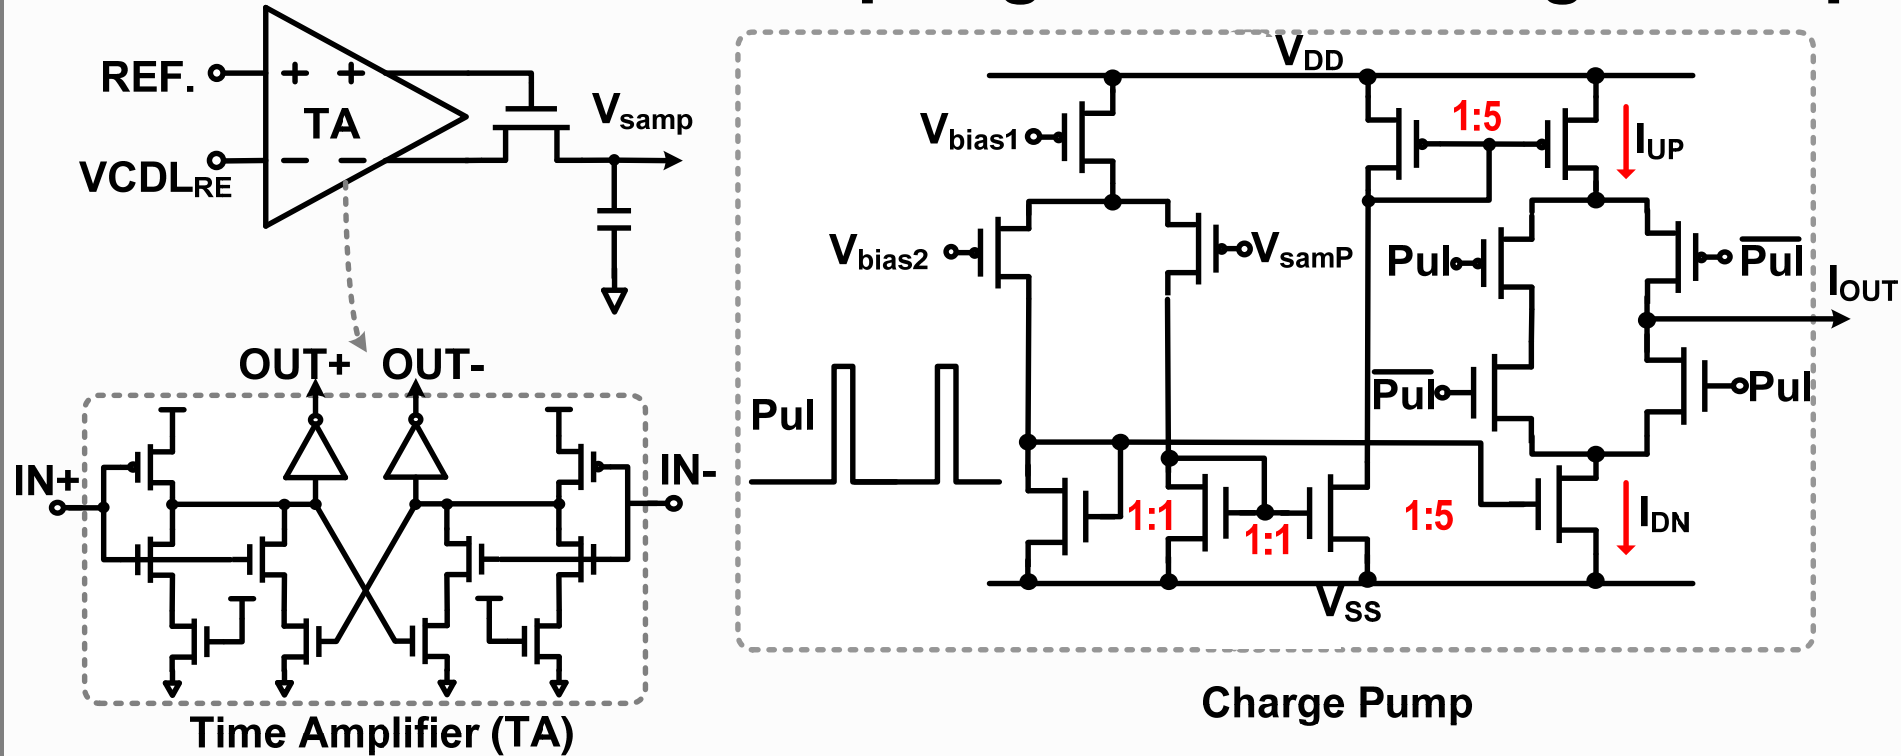 REF.
+ +
TA
VCDLRE
- -
Vsamp
OUT+ OUT-
IN+
IN-
Time Amplifier (TA)
VDD
Vbias1
1:5
IUP
Vbias2
VsamP
Pul
Pul
IOUT
Pul
Pul
Pul
1:1
1:1
1:5
IDN
VSS
Charge Pump